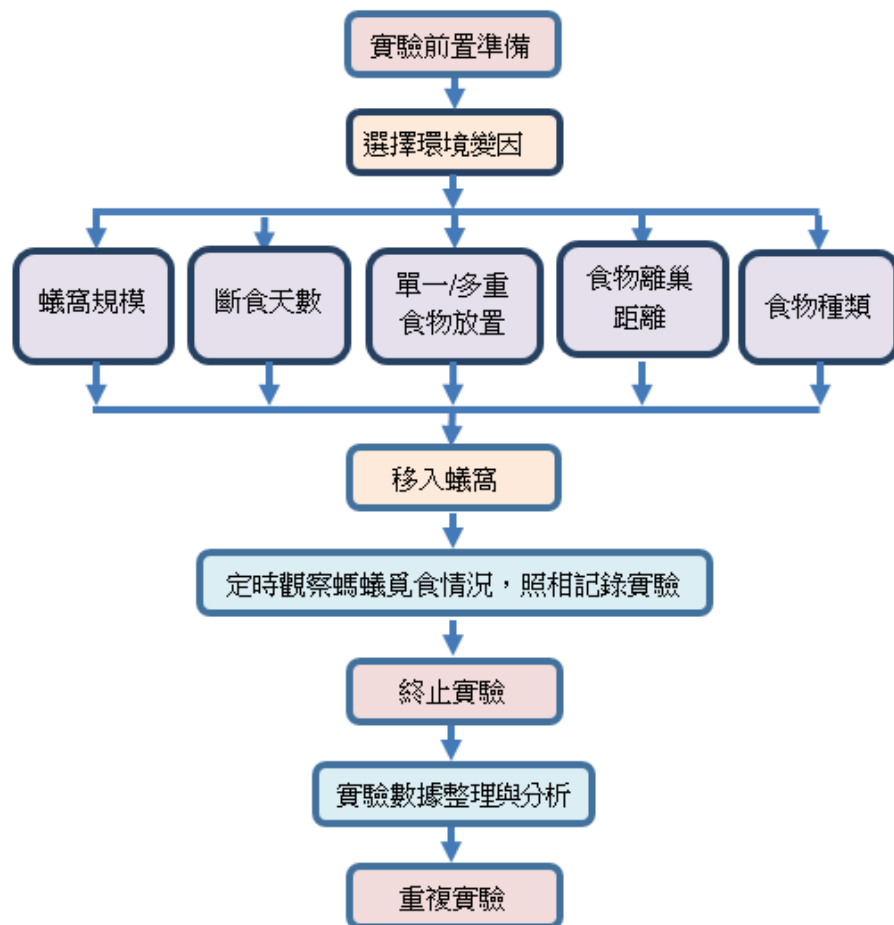 實驗前置準備
選擇環境變因
蟻窩規模
斷食天數
單一/多重
食物放置
食物離巢
距離
食物種類
移入蟻窩
定時觀察螞蟻覓食情況，照相記錄實驗
終止實驗
實驗數據整理與分析
重複實驗